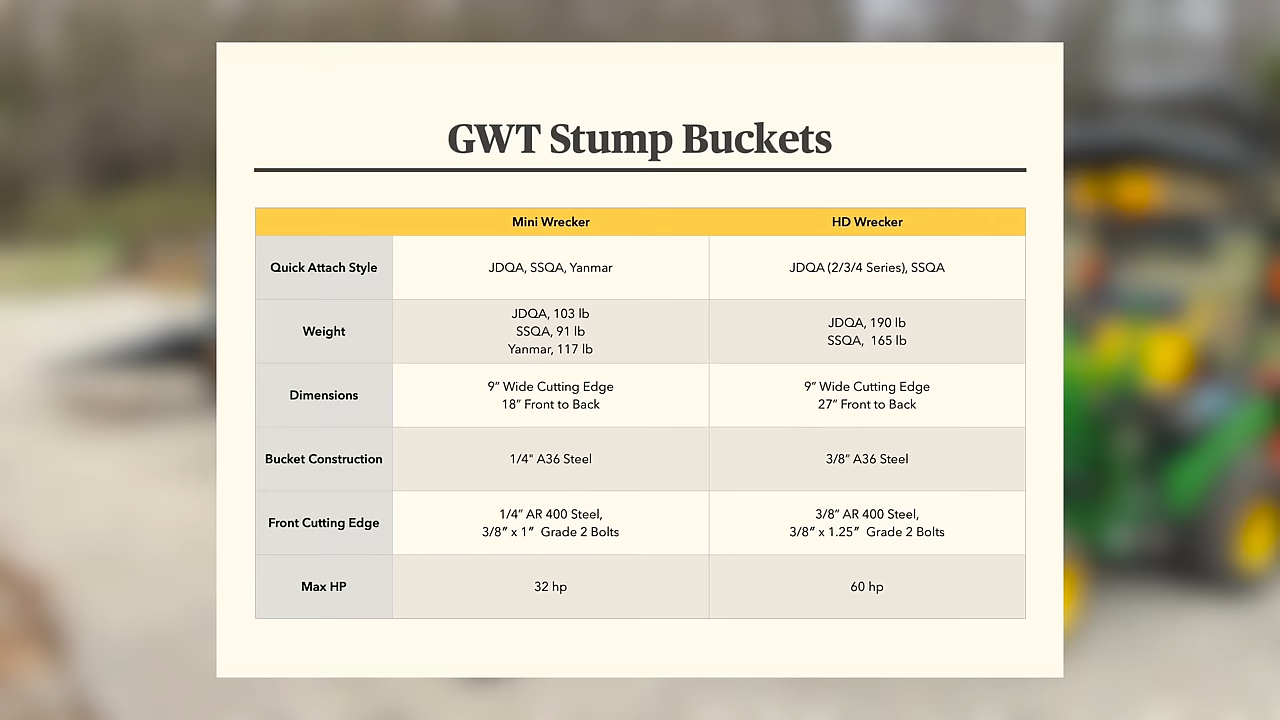 GWT Stump Buckets
Mini Wrecker HD Wrecker
Quick Attach Style JDQA, SSQA, Yanmar JDQA (2/3/4 Series), SSQA
Weight
JDQA, 103 lb
SSQA, 91 lb
Yanmar, 117 lb
JDQA, 190 lb
SSQA, 165 lb
Dimensions
9” Wide Cutting Edge
18” Front to Back
9” Wide Cutting Edge
27” Front to Back
Bucket Construction 1/4" A36 Steel 3/8” A36 Steel
Front Cutting Edge
1/4” AR 400 Steel,
3/8” x 1” Grade 2 Bolts
3/8” AR 400 Steel,
3/8” x 1.25” Grade 2 Bolts
Max HP 32 hp 60 hp